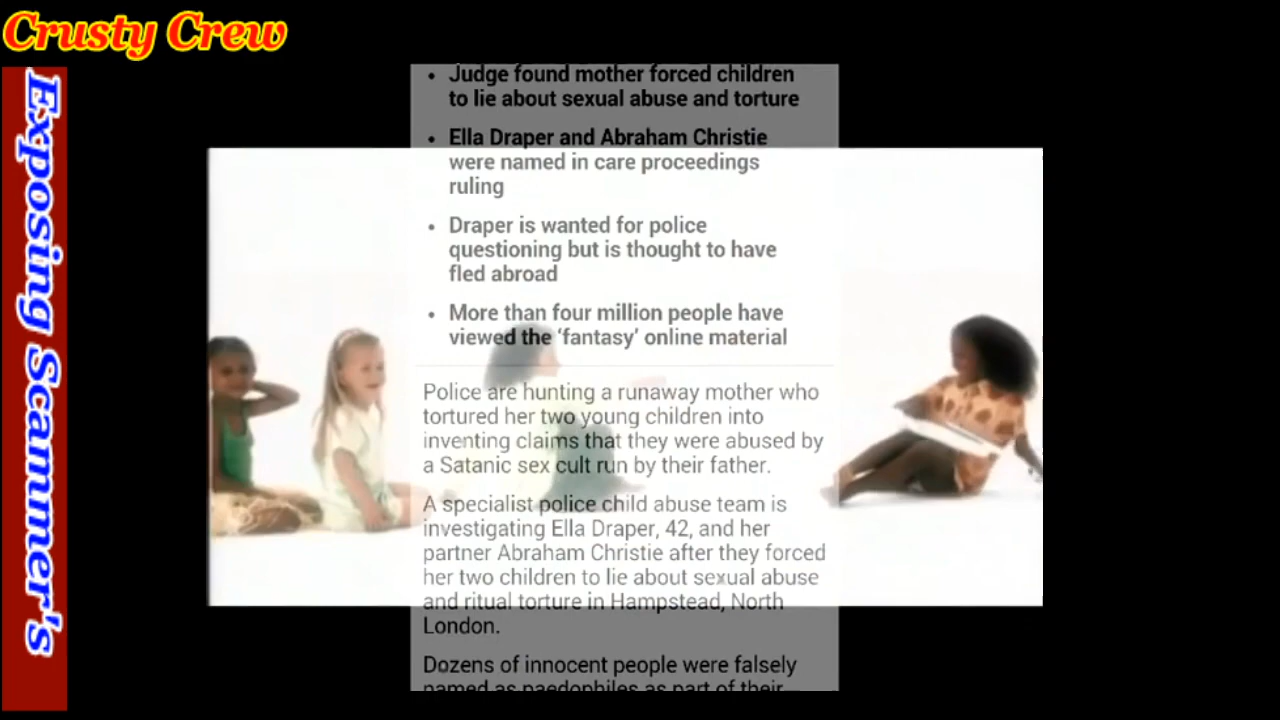 Crusty Crew
Exposing Scammer's
• Judge found mother forced children
to lie about sexual abuse and torture
• Ella Draper and Abraham Christie
were named in care proceedings
ruling
• Draper is wanted for police
questioning but is thought to have
fled abroad
• More than four million people have
viewed the ‘fantasy’ online material
Police are hunting a runaway mother who
tortured her two young children into
inventing claims that they were abused by
a Satanic sex cult run by their father.
A specialist police child abuse team is
investigating Ella Draper, 42, and her
partner Abraham Christie after they forced
her two children to lie about sexual abuse
and ritual torture in Hampstead, North
London.
Dozens of innocent people were falsely
named as paedophiles as part of their